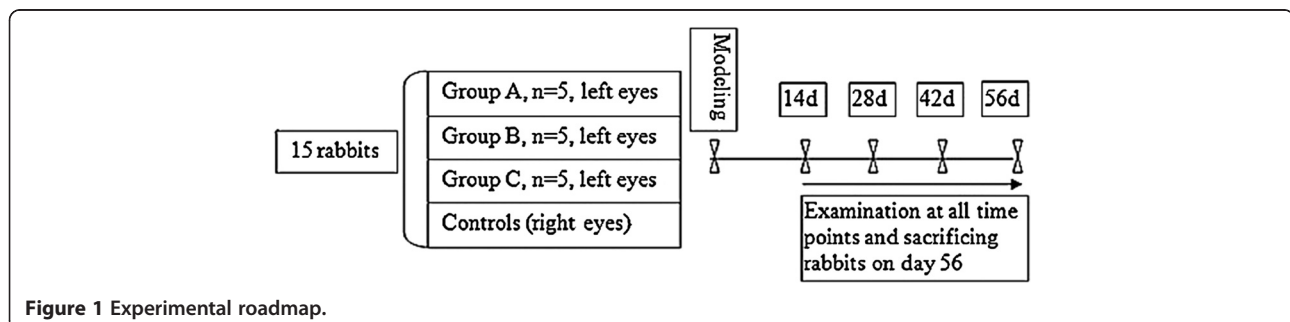 15 rabbits
Group A, n=5, left eyes
Group B, n=5, left eyes
Group C, n=5, left eyes
Controls (right eyes)
Modeling
14d
28d
42d
56d
Examination at all time
points and sacrificing
rabbits on day 56
Figure 1 Experimental roadmap.